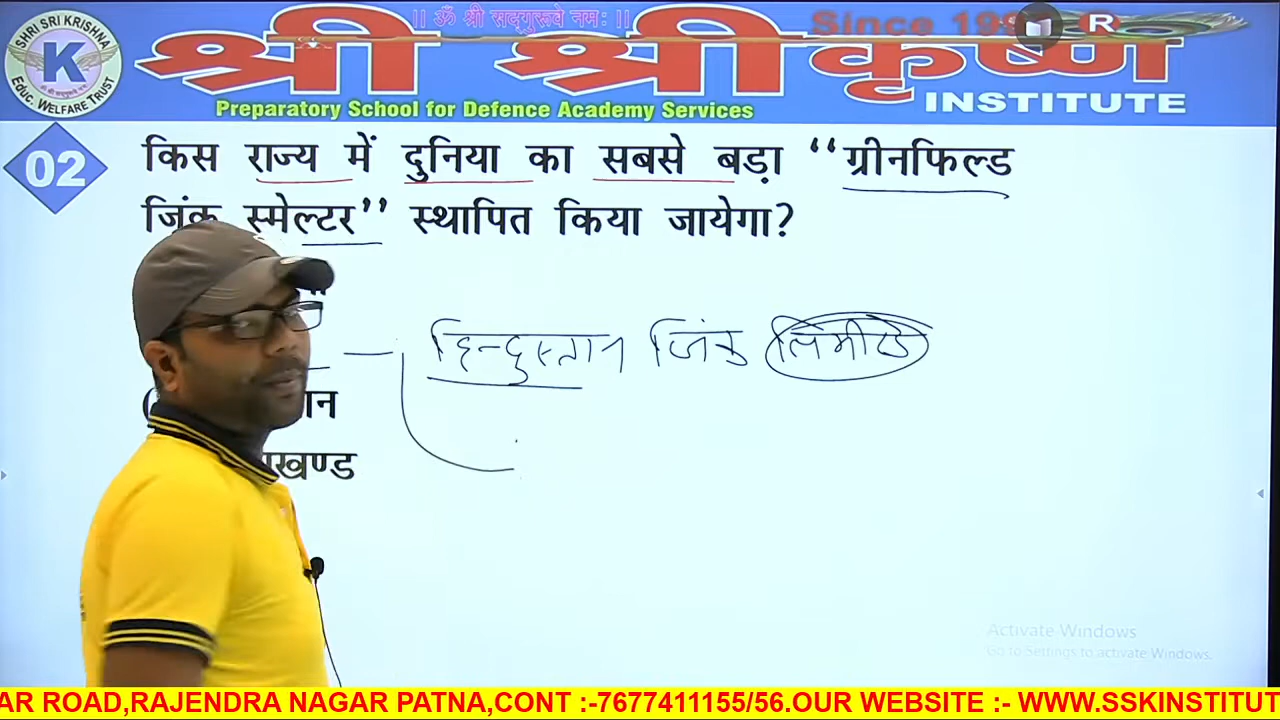 || ॐ श्री सद्गुरूवे नमः ||
SHRI SRI KRISHNA
K
EDUC. WELFARE TRUST
श्री श्री कृष्ण
Since 199
R
Preparatory School for Defence Academy Services
INSTITUTE
02
किस राज्य में दुनिया का सबसे बड़ा “ग्रीनफिल्ड
जिंक स्मेल्टर” स्थापित किया जायेगा?
हिन्दुस्तान जिंक लिमीटेड
ान
खण्ड
Activate Windows
Go to Settings to activate Windows.
AR ROAD,RAJENDRA NAGAR PATNA,CONT :-7677411155/56.OUR WEBSITE :- WWW.SSKINSTITUT